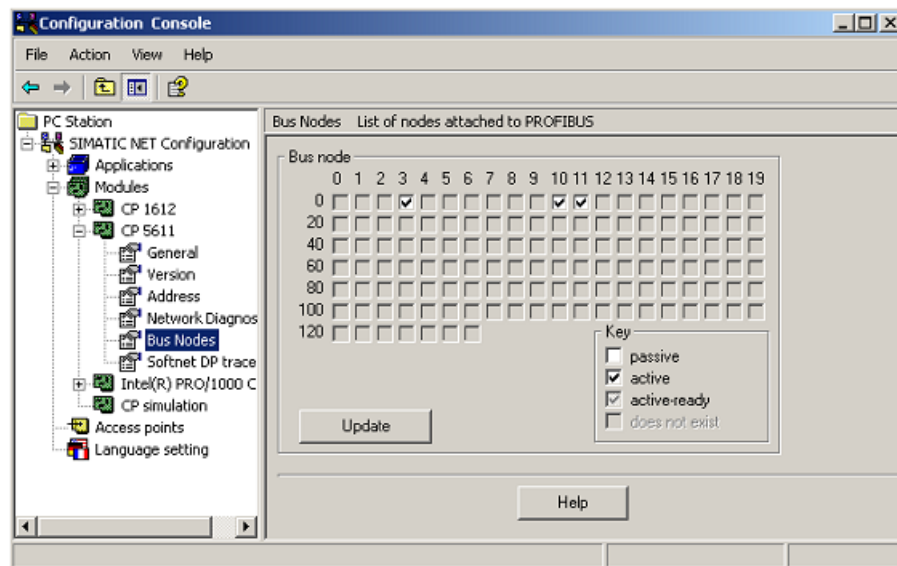 Configuration Console
File Action View Help
PC Station
SIMATIC NET Configuration
Applications
Modules
CP 1612
CP 5611
General
Version
Address
Network Diagnos
Bus Nodes
Softnet DP trace
Intel(R) PRO/1000 C
CP simulation
Access points
Language setting
Bus Nodes List of nodes attached to PROFIBUS
Bus node
0 1 2 3 4 5 6 7 8 9 10 11 12 13 14 15 16 17 18 19
0
20
40
60
80
100
120
Key
passive
active
active-ready
does not exist
Update
Help